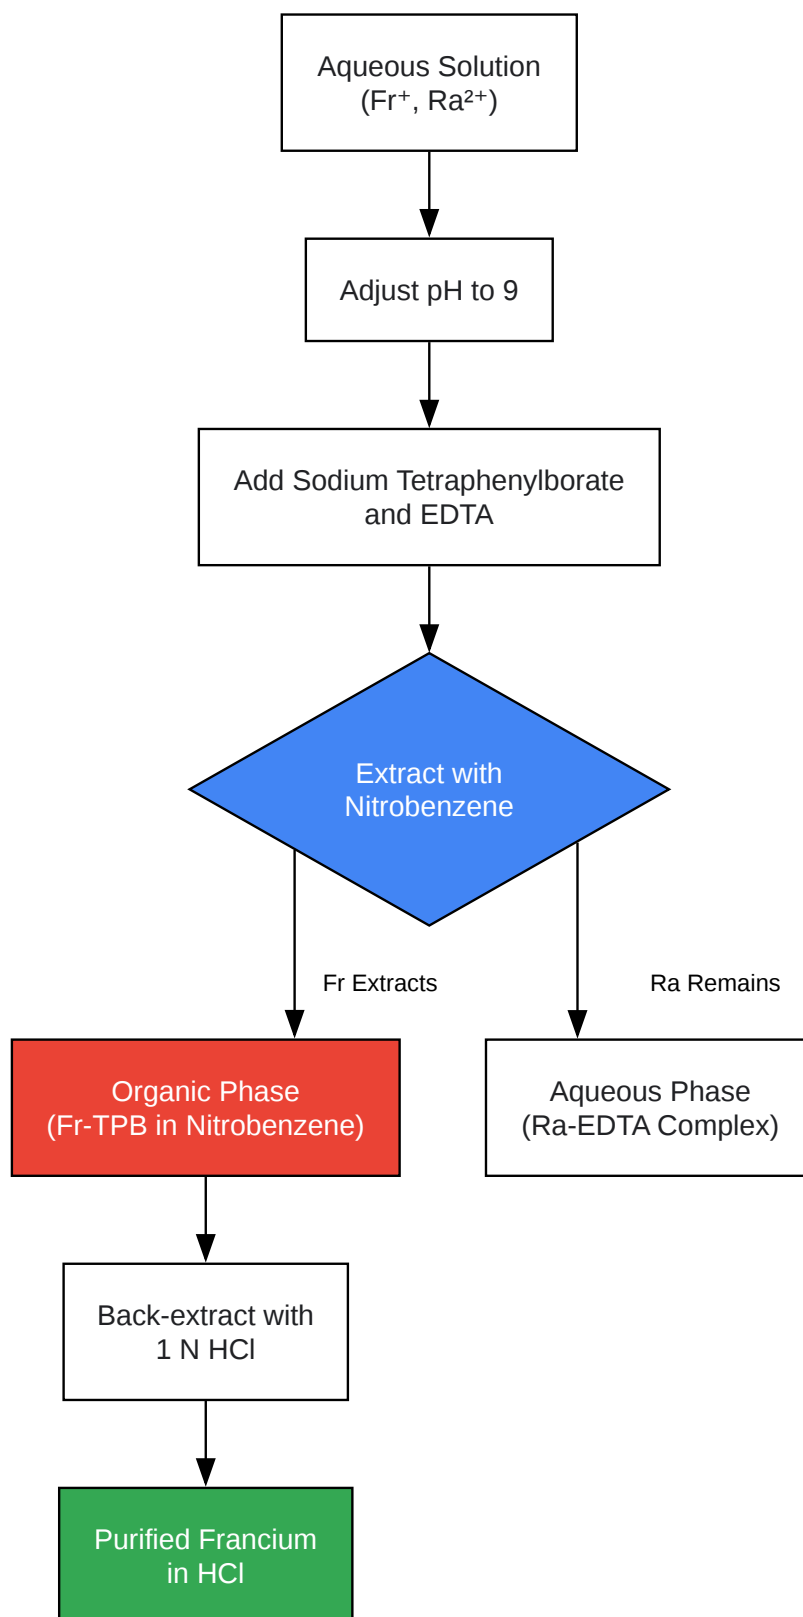 Aqueous Solution
(Fr⁺, Ra²⁺)
Adjust pH to 9
Add Sodium Tetraphenylborate
and EDTA
Extract with
Nitrobenzene
Fr Extracts
Ra Remains
Organic Phase
(Fr-TPB in Nitrobenzene)
Aqueous Phase
(Ra-EDTA Complex)
Back-extract with
1 N HCl
Purified Francium
in HCl